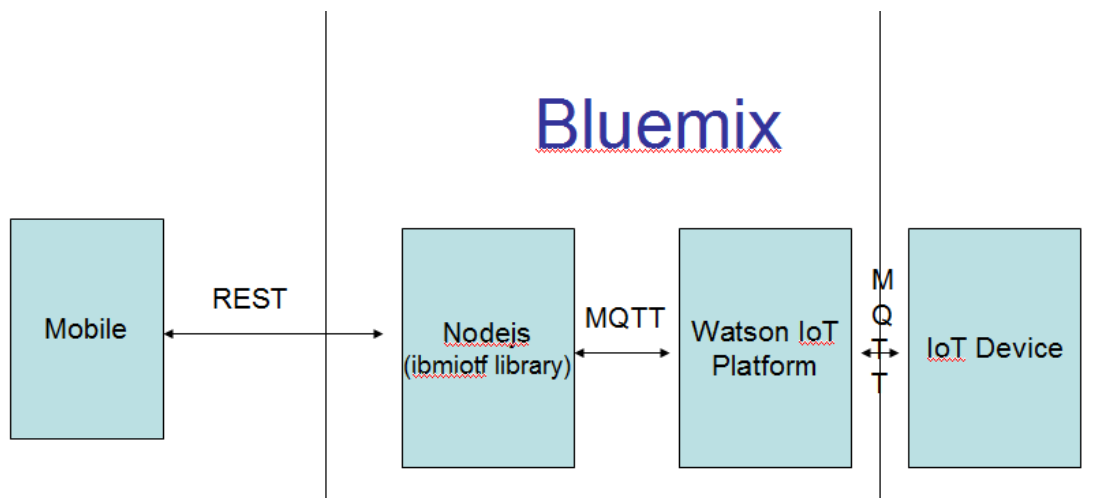 Bluemix
Mobile
REST
Nodejs
(ibmiotf library)
MQTT
Watson IoT
Platform
M
Q
T
T
IoT Device